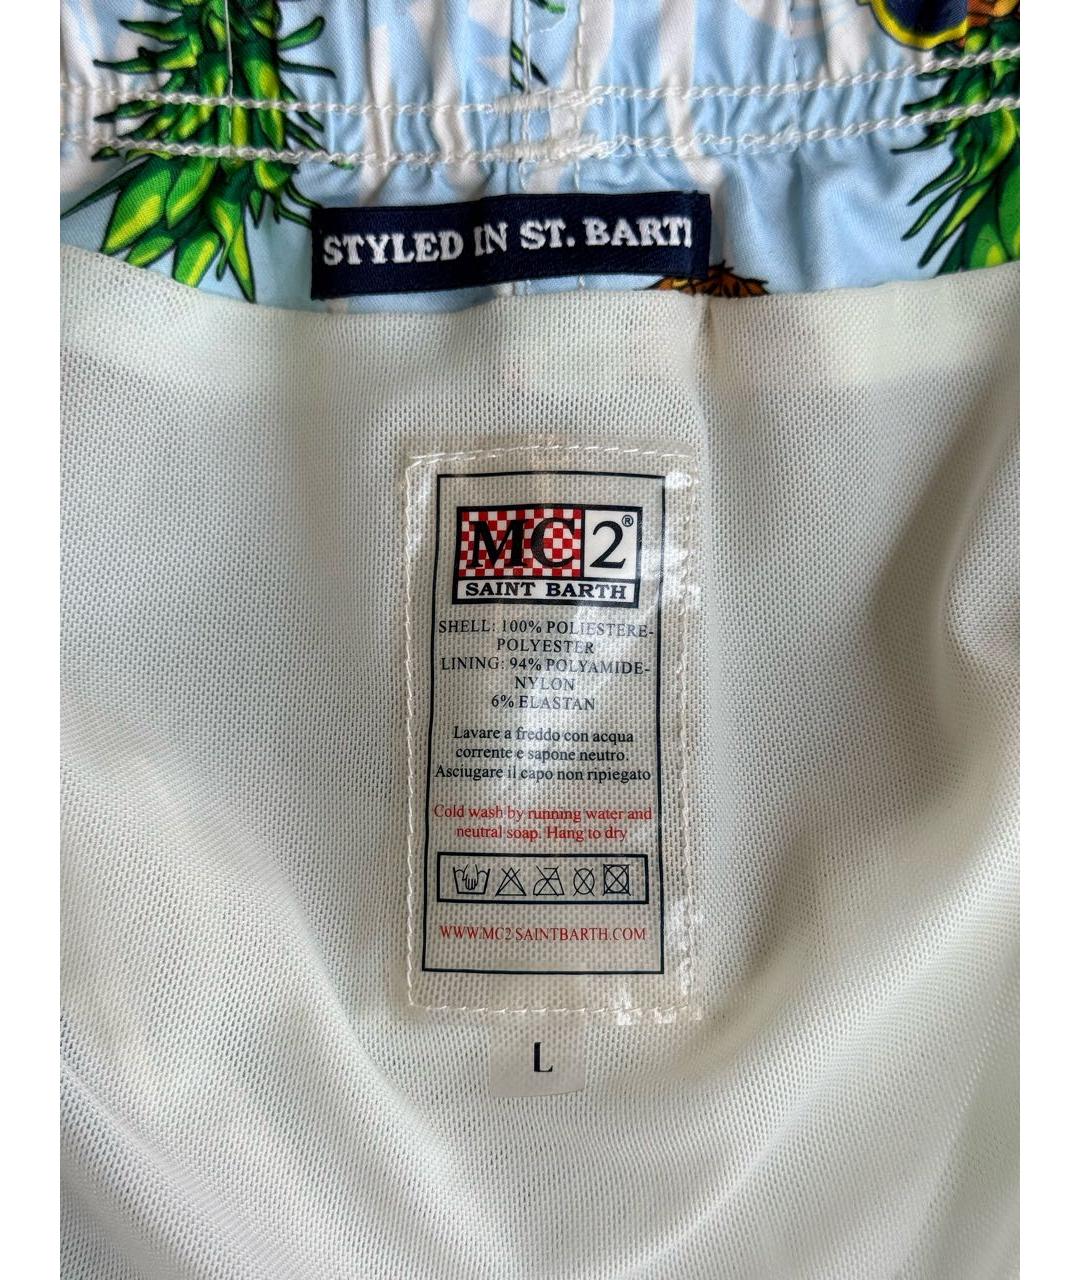 STYLED IN ST. BARTH
MC2®
SAINT BARTH
SHELL: 100% POLIESTERE-
POLYESTER
LINING: 94% POLYAMIDE-
NYLON
6% ELASTAN
Lavare a freddo con acqua
corrente e sapone neutro.
Asciugare il capo non ripiegato
Cold wash by running water and
neutral soap. Hang to dry
WWW.MC2SAINTBARTH.COM
L